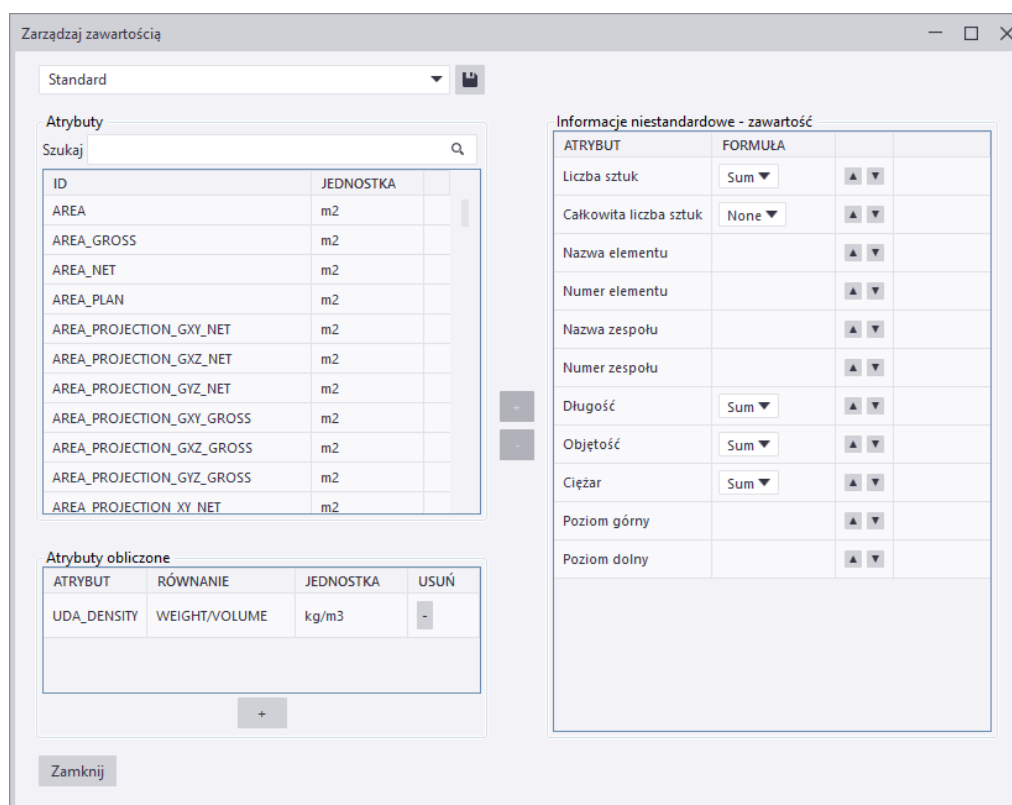 Zarządzaj zawartością
Standard
Atrybuty
Szukaj
ID JEDNOSTKA
AREA m2
AREA_GROSS m2
AREA_NET m2
AREA_PLAN m2
AREA_PROJECTION_GXY_NET m2
AREA_PROJECTION_GXZ_NET m2
AREA_PROJECTION_GYZ_NET m2
AREA_PROJECTION_GXY_GROSS m2
AREA_PROJECTION_GXZ_GROSS m2
AREA_PROJECTION_GYZ_GROSS m2
AREA_PROJECTION_XY_NET m2
Atrybuty obliczone
ATRYBUT RÓWNANIE JEDNOSTKA USUŃ
UDA_DENSITY WEIGHT/VOLUME kg/m3 -
+
Zamknij
+
-
Informacje niestandardowe - zawartość
ATRYBUT FORMUŁA
Liczba sztuk Sum
Całkowita liczba sztuk None
Nazwa elementu
Numer elementu
Nazwa zespołu
Numer zespołu
Długość Sum
Objętość Sum
Ciężar Sum
Poziom górny
Poziom dolny